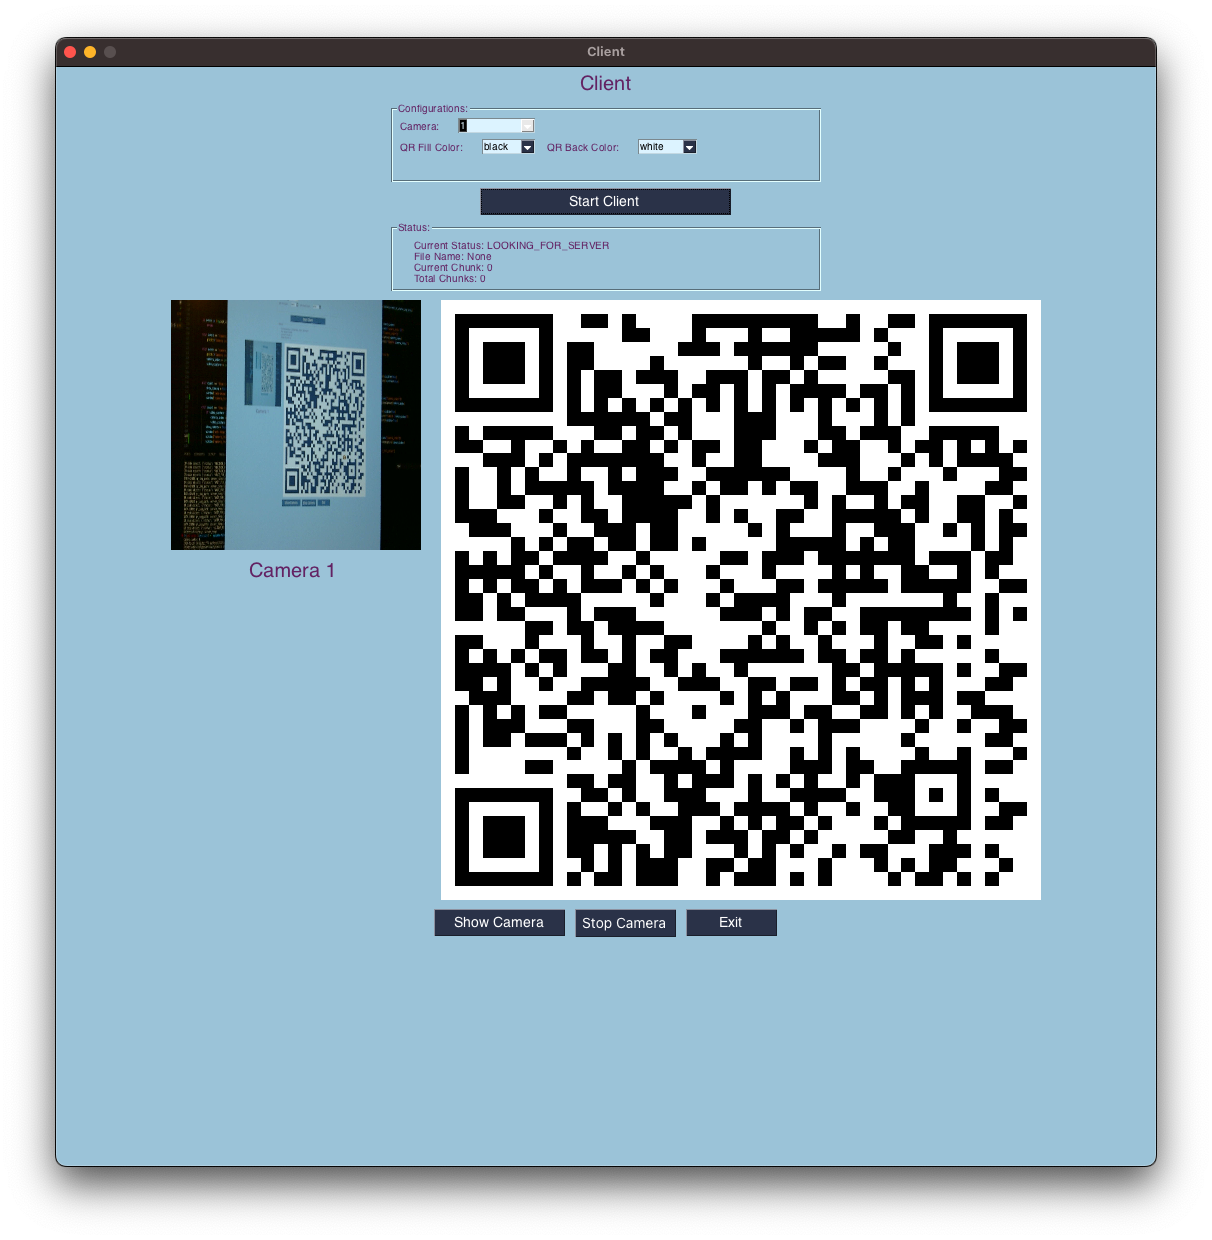 Client
Client
Configurations:
Camera: 1
QR Fill Color: black QR Back Color: white
Start Client
Status:
Current Status: LOOKING_FOR_SERVER
File Name: None
Current Chunk: 0
Total Chunks: 0
Camera 1
Show Camera Stop Camera Exit